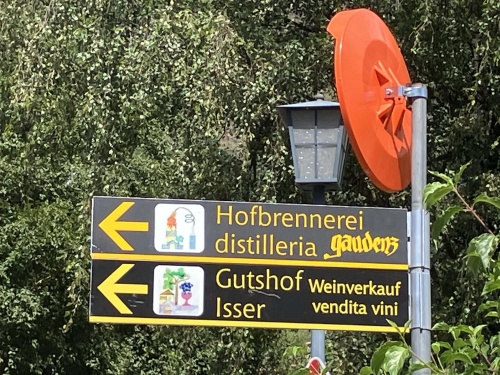 Hofbrennerei
distilleria gaudenz
Gutshof Weinverkauf
Isser vendita vini